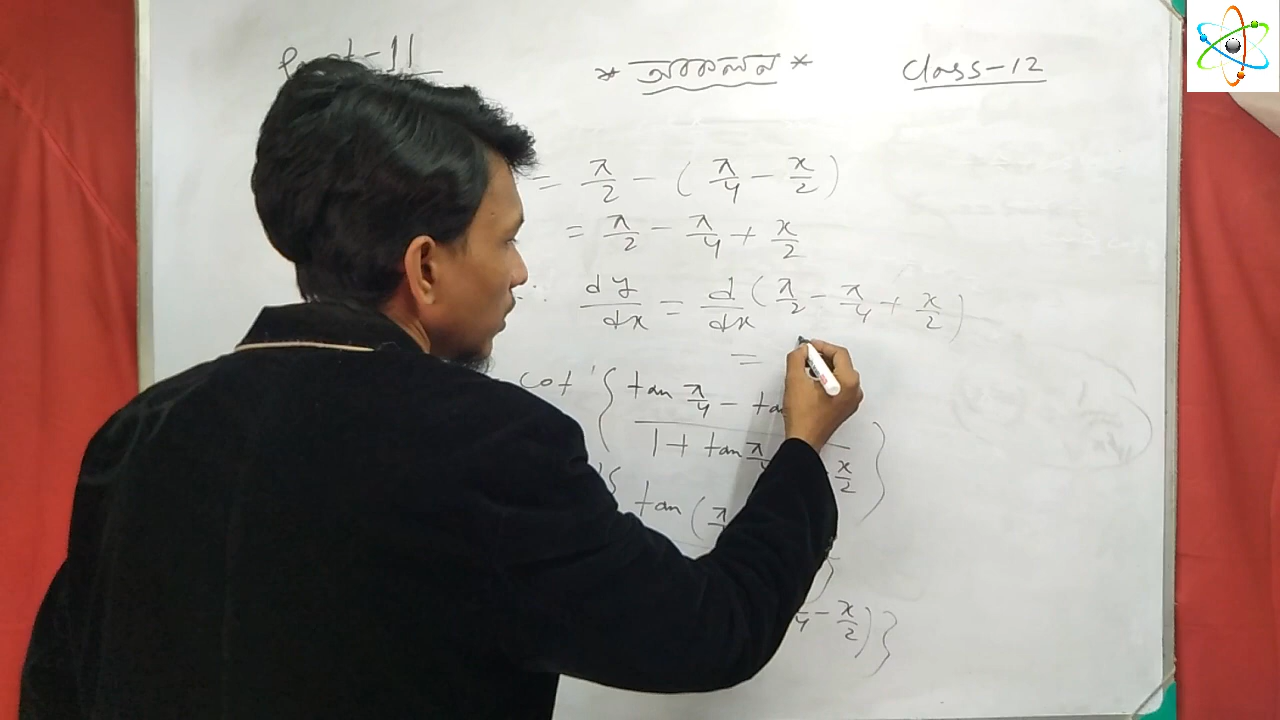 Part-11 * অবকলন * Class-12
= π/2 - (π/4 - x/2)
= π/2 - π/4 + x/2
∴ dy/dx = d/dx (π/2 - π/4 + x/2)
=
cot⁻¹ { tan π/4 - tan
1 + tan π/4 x/2 }
tan (π/
- x/2)}